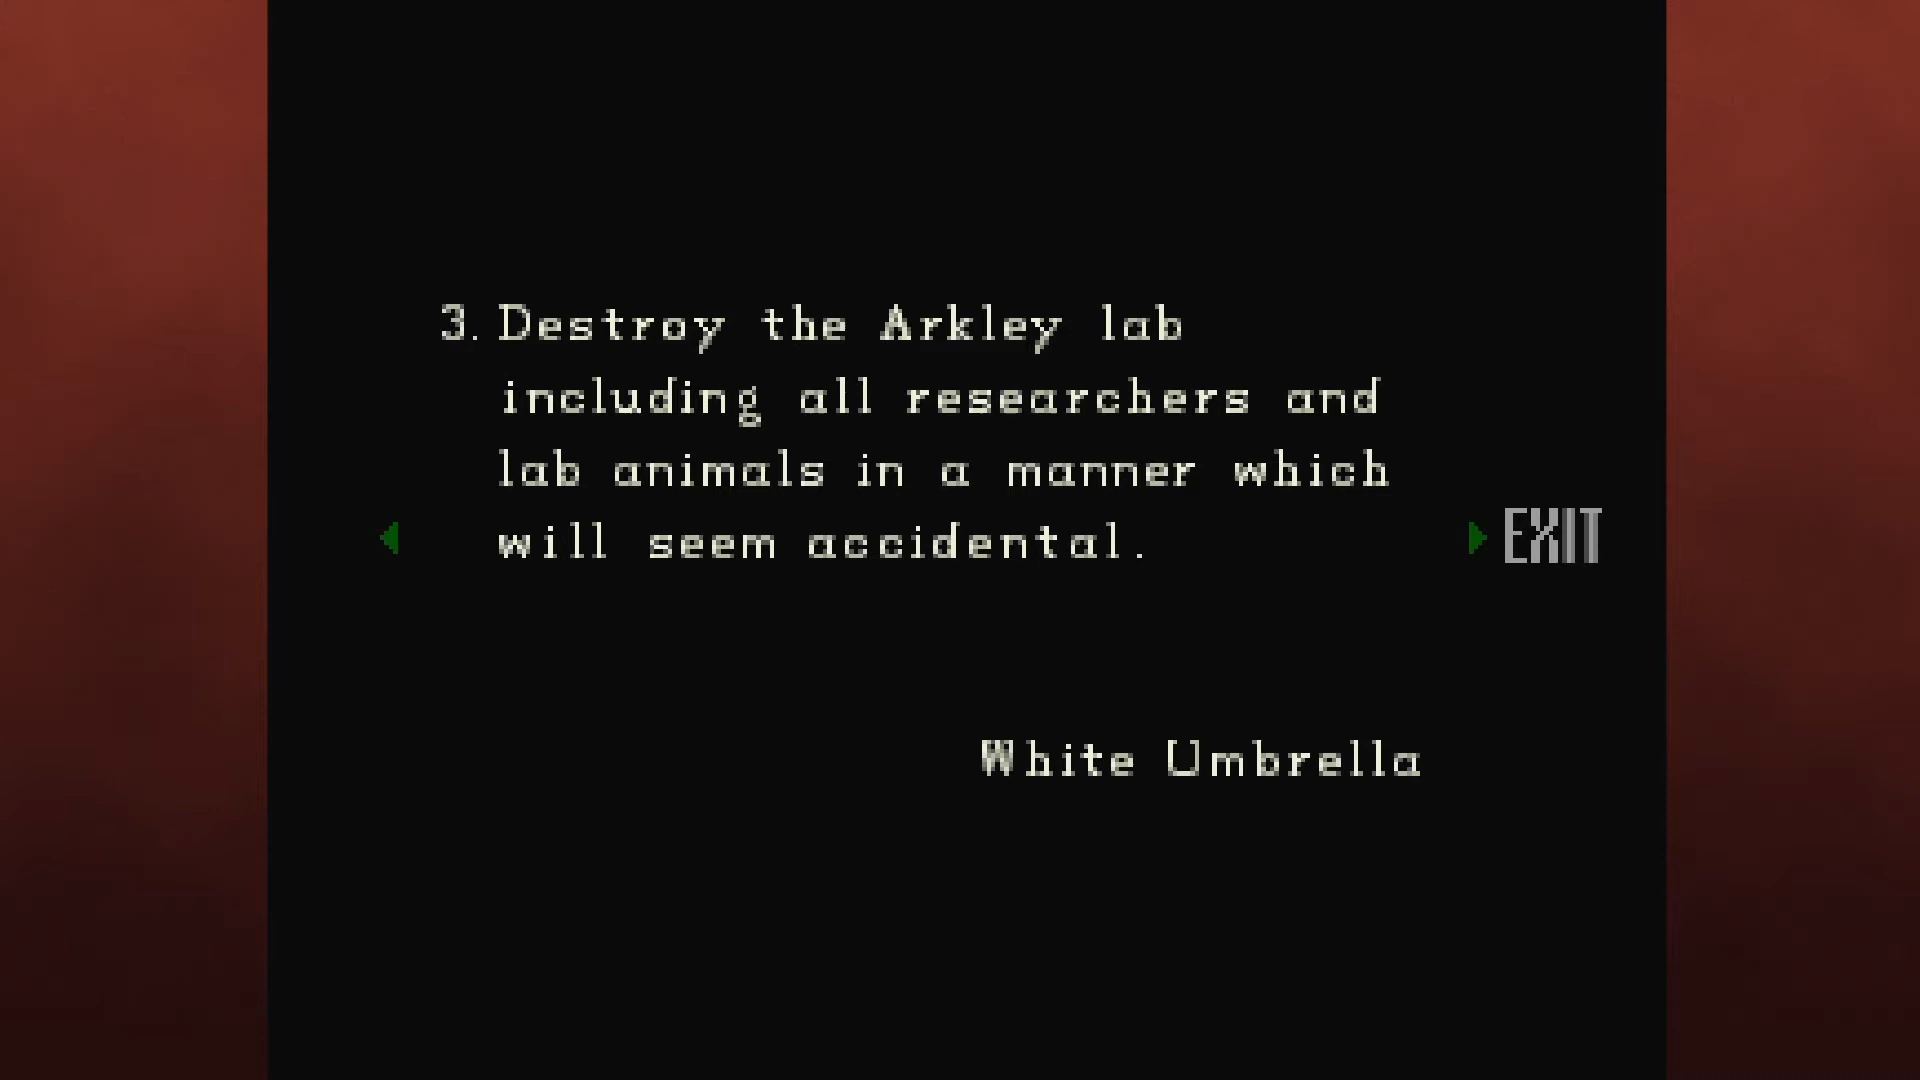 3. Destroy the Arkley lab
including all researchers and
lab animals in a manner which
will seem accidental.
EXIT
White Umbrella